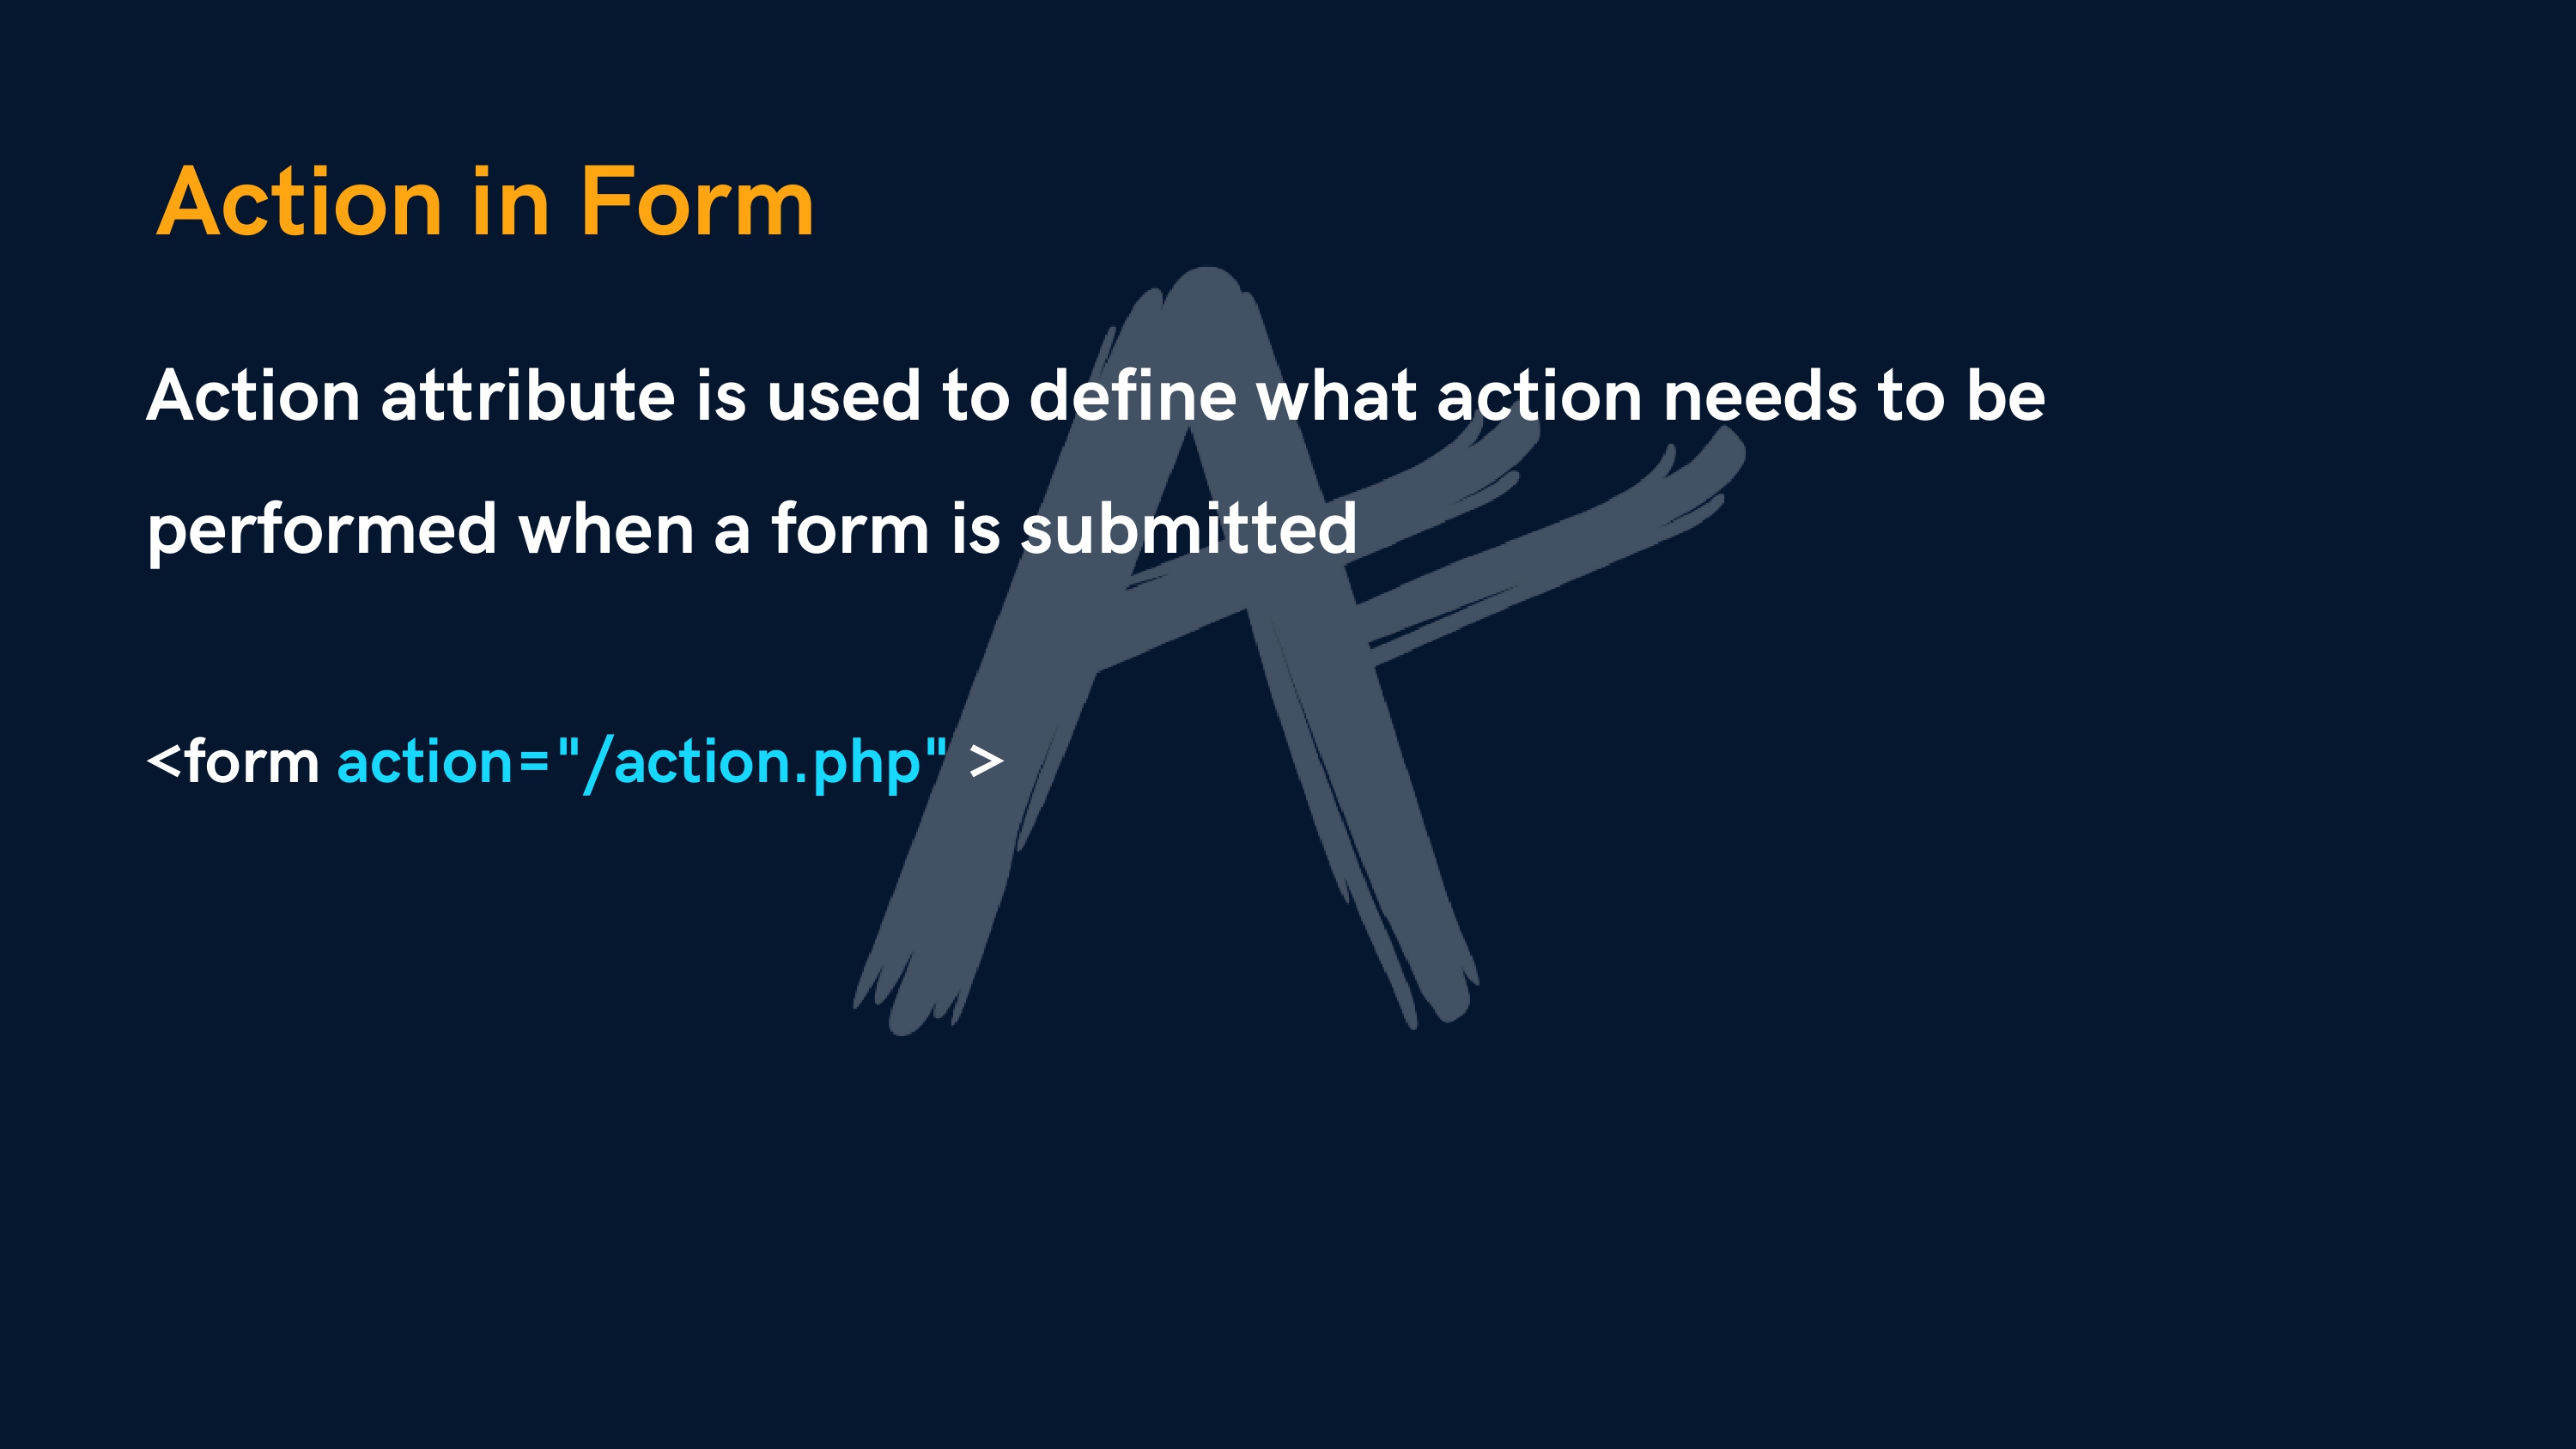 Action in Form
Action attribute is used to define what action needs to be
performed when a form is submitted
<form action="/action.php" >